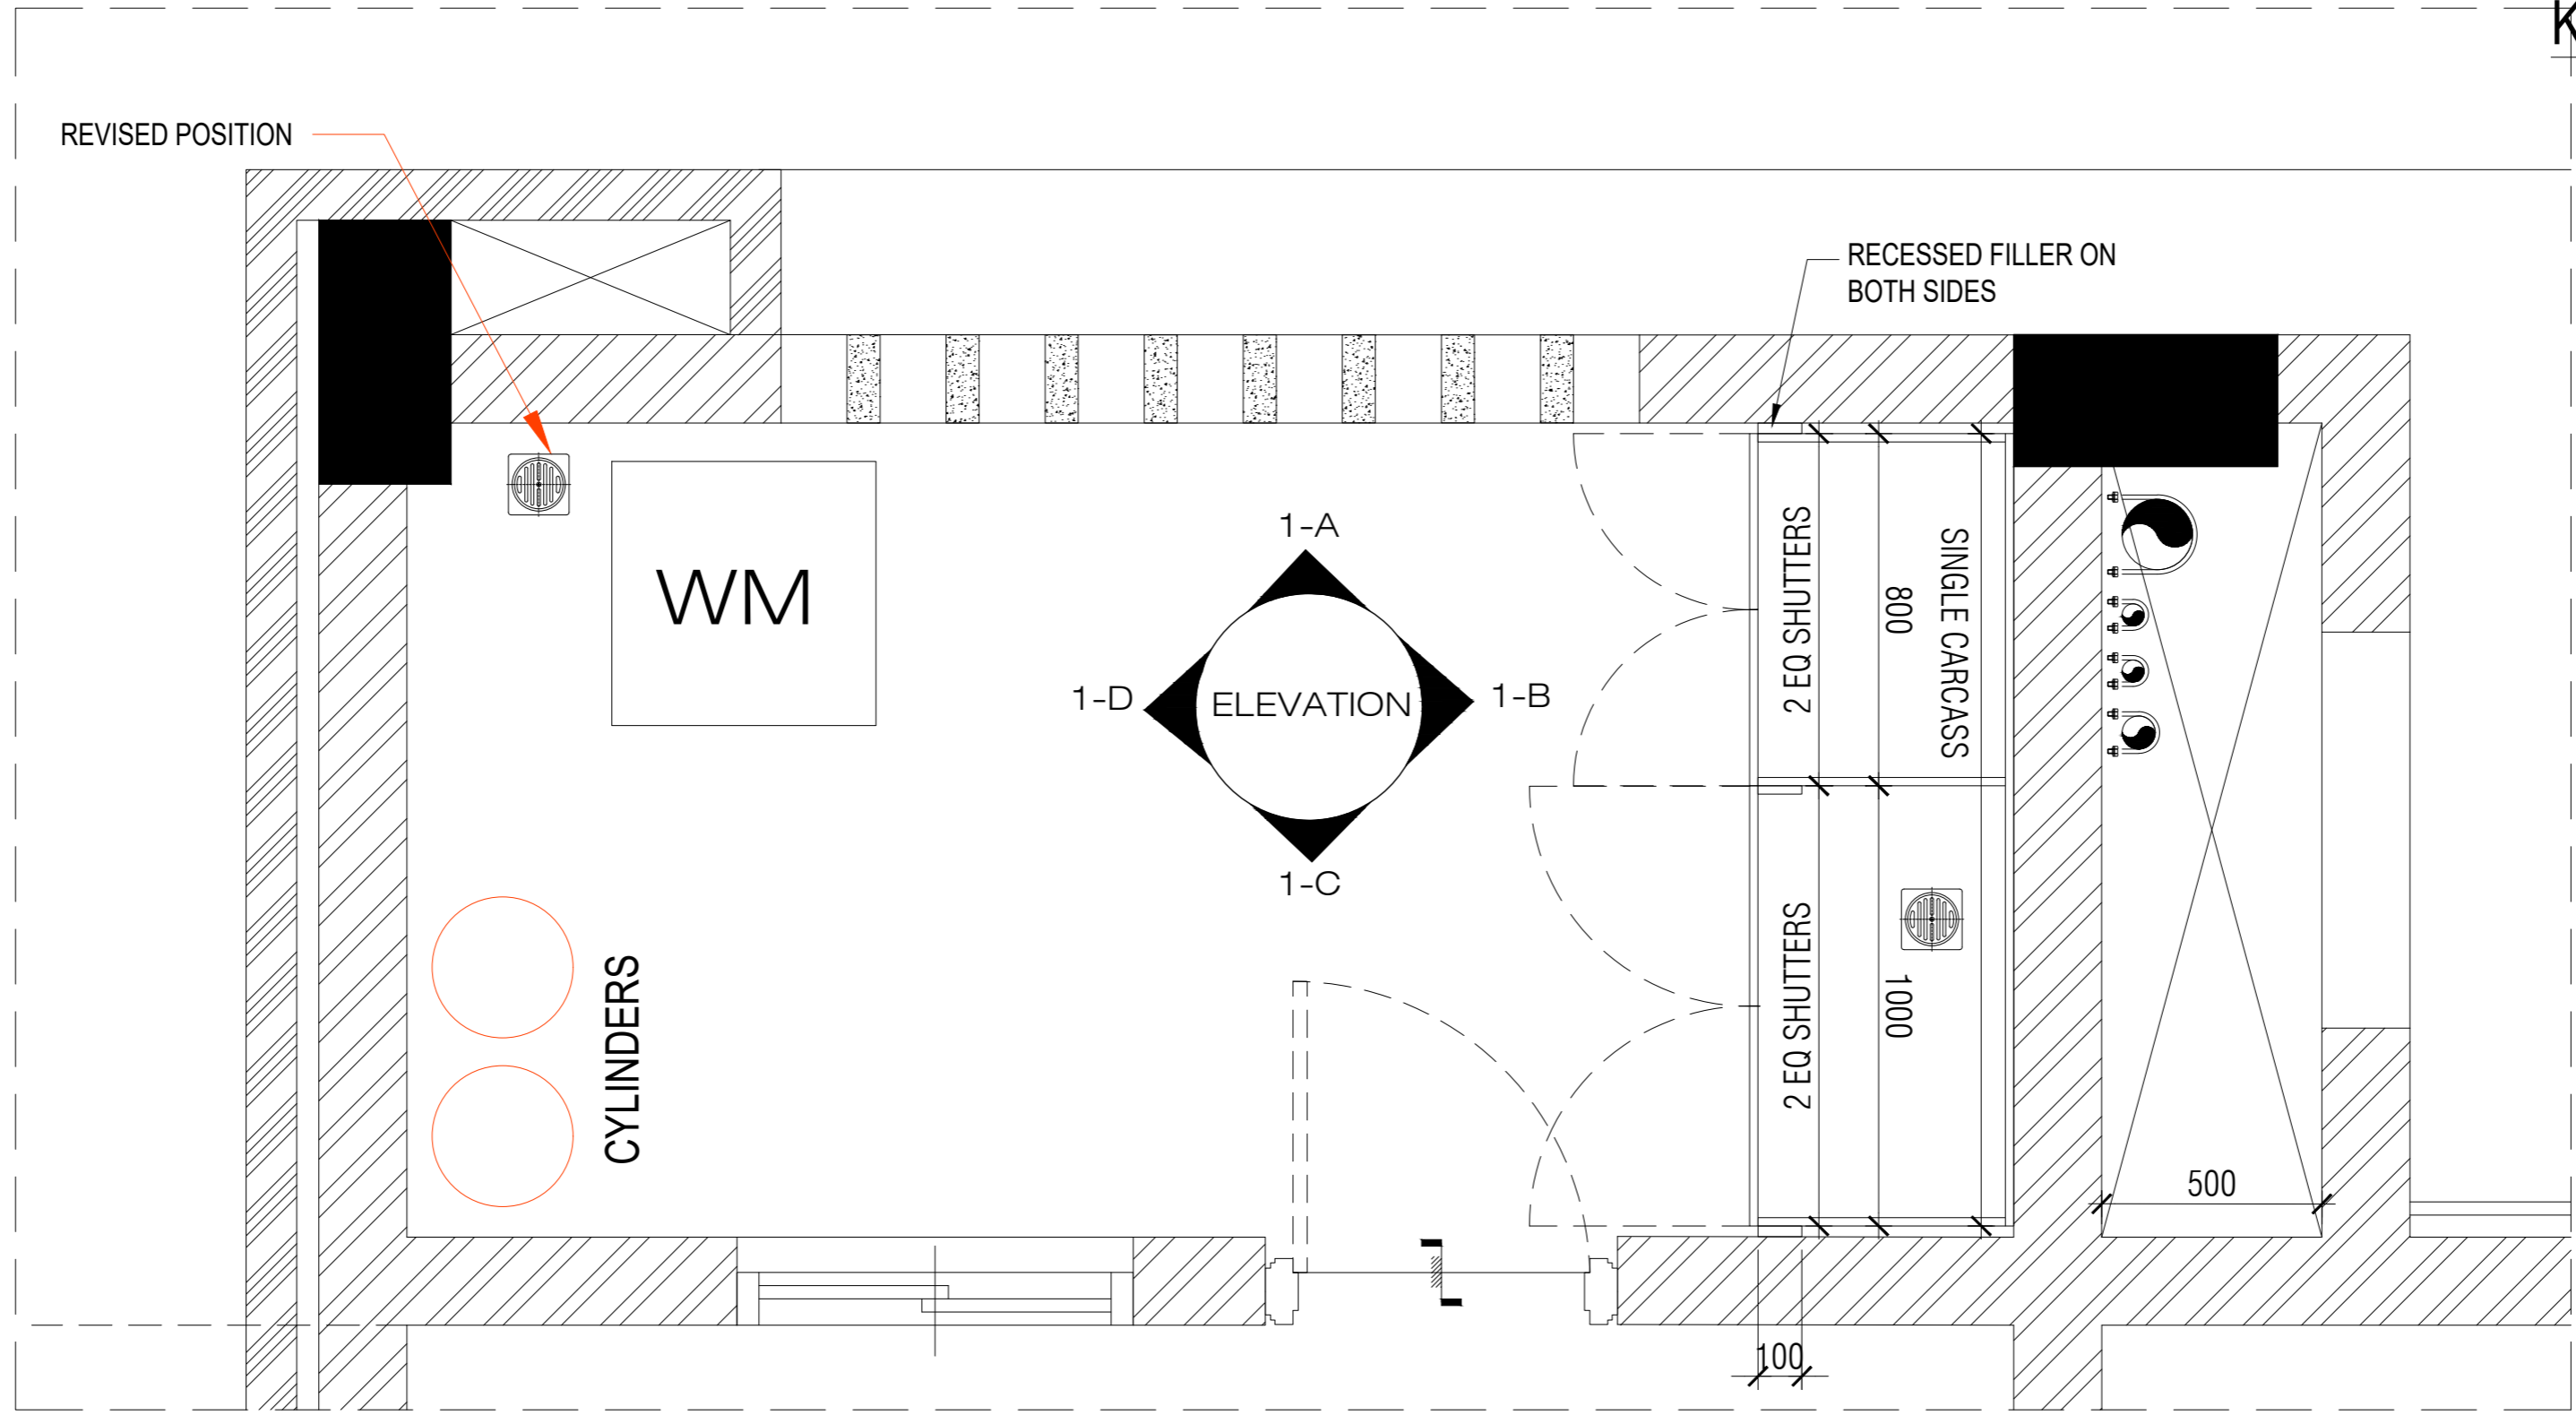 K
REVISED POSITION
RECESSED FILLER ON
BOTH SIDES
WM
1-A
1-D
ELEVATION
1-B
1-C
2 EQ SHUTTERS
800
SINGLE CARCASS
CYLINDERS
2 EQ SHUTTERS
1000
500
100